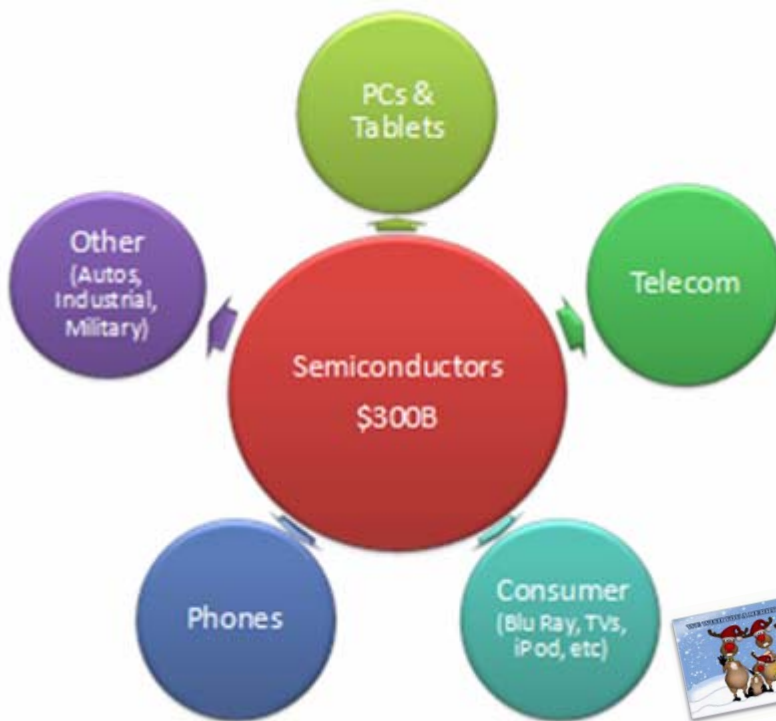 PCs &
Tablets
Other
(Autos,
Industrial,
Military)
Telecom
Semiconductors
$300B
Phones
Consumer
(Blu Ray, TVs,
iPod, etc)